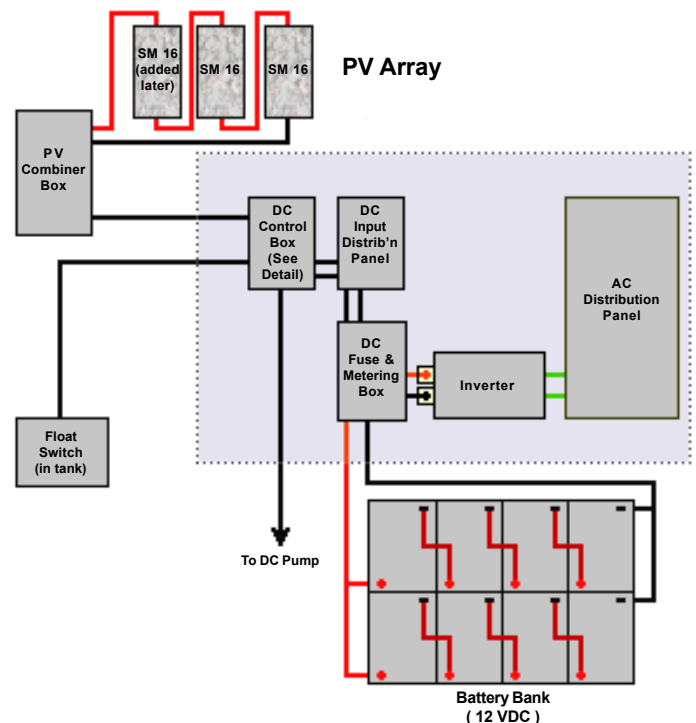 SM 16
(added
later)
SM 16
SM 16
PV Array
PV
Combiner
Box
DC
Control
Box
(See
Detail)
DC
Input
Distrib'n
Panel
AC
Distribution
Panel
DC
Fuse &
Metering
Box
Inverter
Float
Switch
(in tank)
To DC Pump
Battery Bank
( 12 VDC )